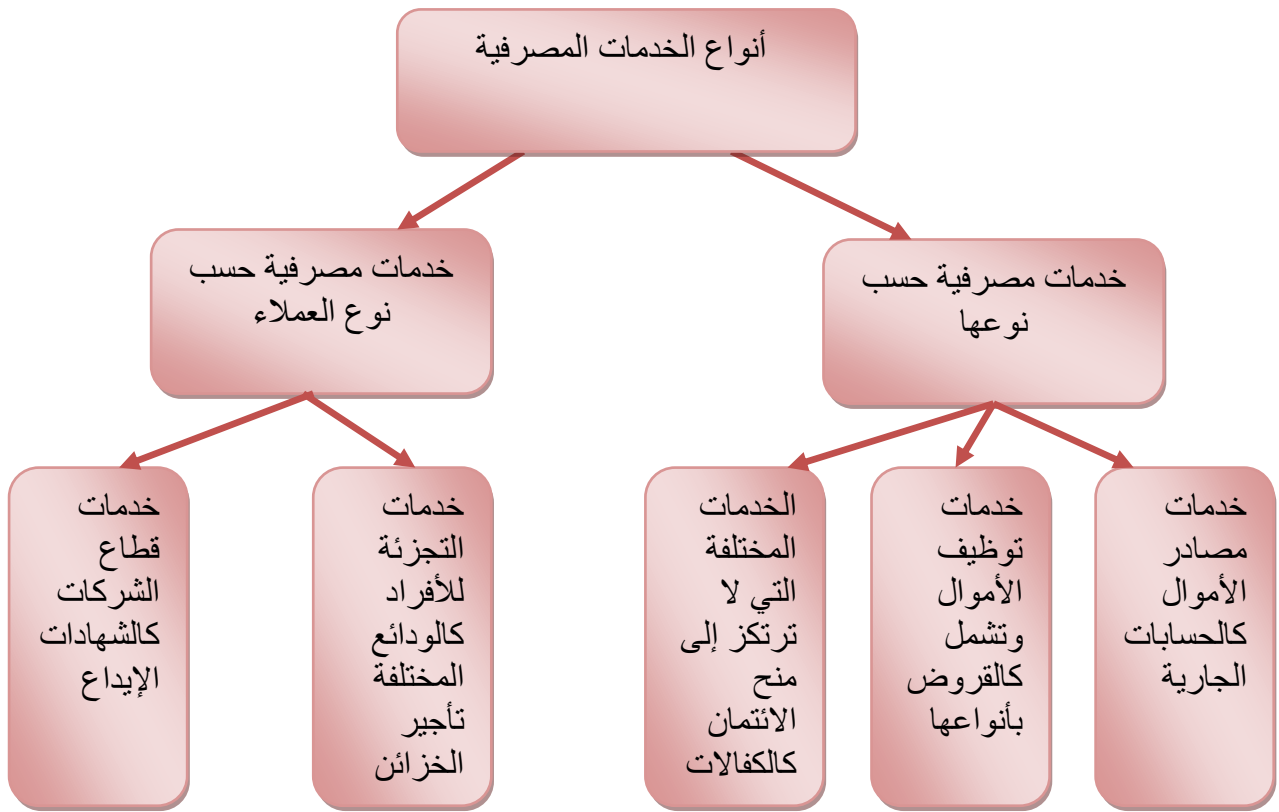 أنواع الخدمات المصرفية
خدمات مصرفية حسب
نوعها
خدمات مصرفية حسب
نوع العملاء
خدمات
مصادر
الأموال
كالحسابات
الجارية
خدمات
توظيف
الأموال
وتشمل
كالقروض
بأنواعها
الخدمات
المختلفة
التي لا
ترتكز إلى
منح
الائتمان
كالكفالات
خدمات
التجزئة
للأفراد
كالودائع
المختلفة
تأجير
الخزائن
خدمات
قطاع
الشركات
كالشهادات
الإيداع